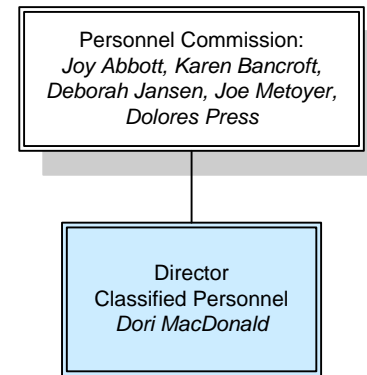 Personnel Commission:
Joy Abbott, Karen Bancroft,
Deborah Jansen, Joe Metoyer,
Dolores Press
Director
Classified Personnel
Dori MacDonald